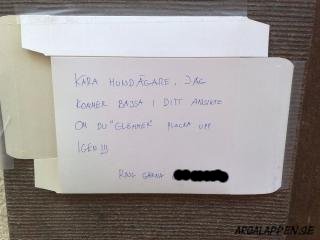 KÄRA HUNDÄGARE, JAG
KOMMER BAJSA I DITT ANSIKTE
OM DU "GLÖMMER" PLOCKA UPP
IGEN!!!
RING GÄRNA
ARGALAPPEN.SE